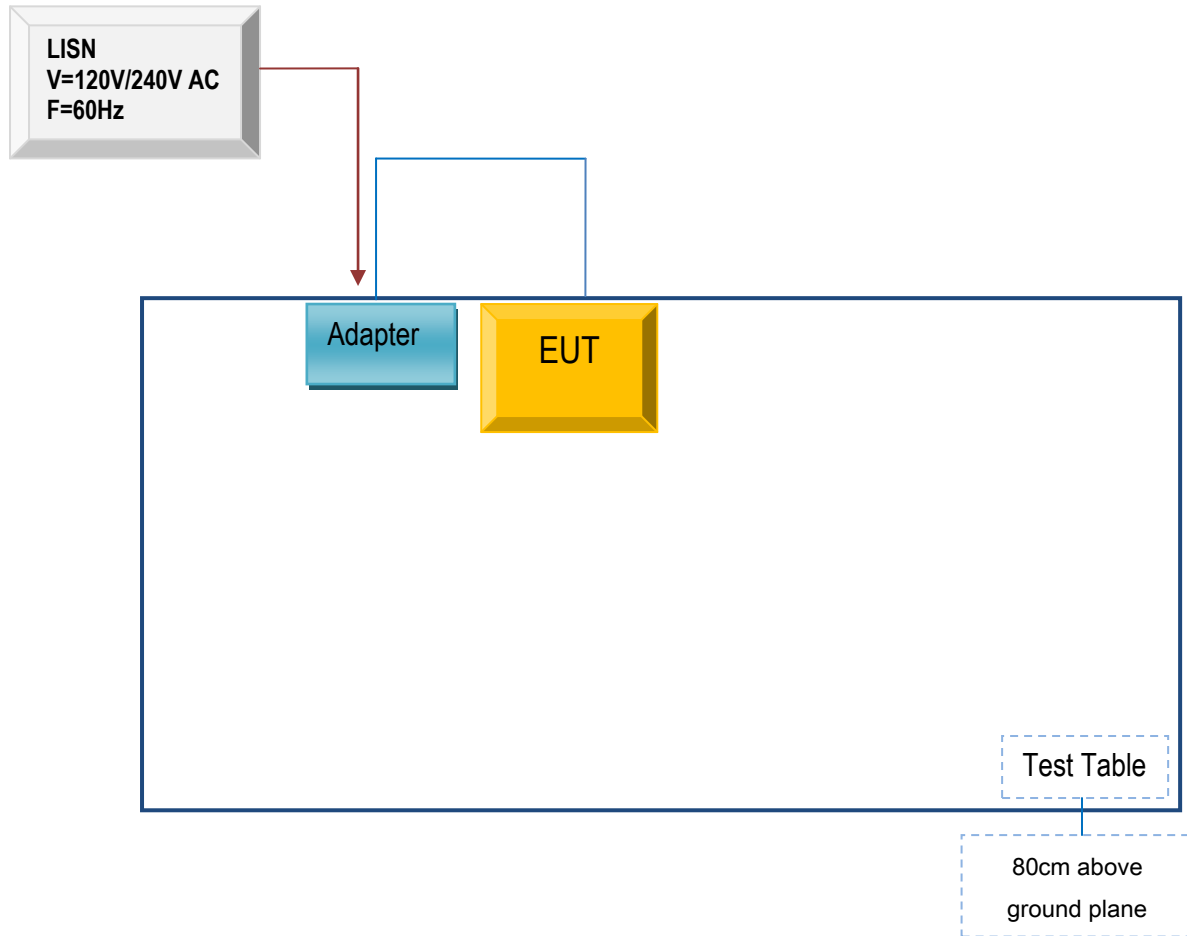 LISN
V=120V/240V AC
F=60Hz
Adapter
EUT
Test Table
80cm above
ground plane